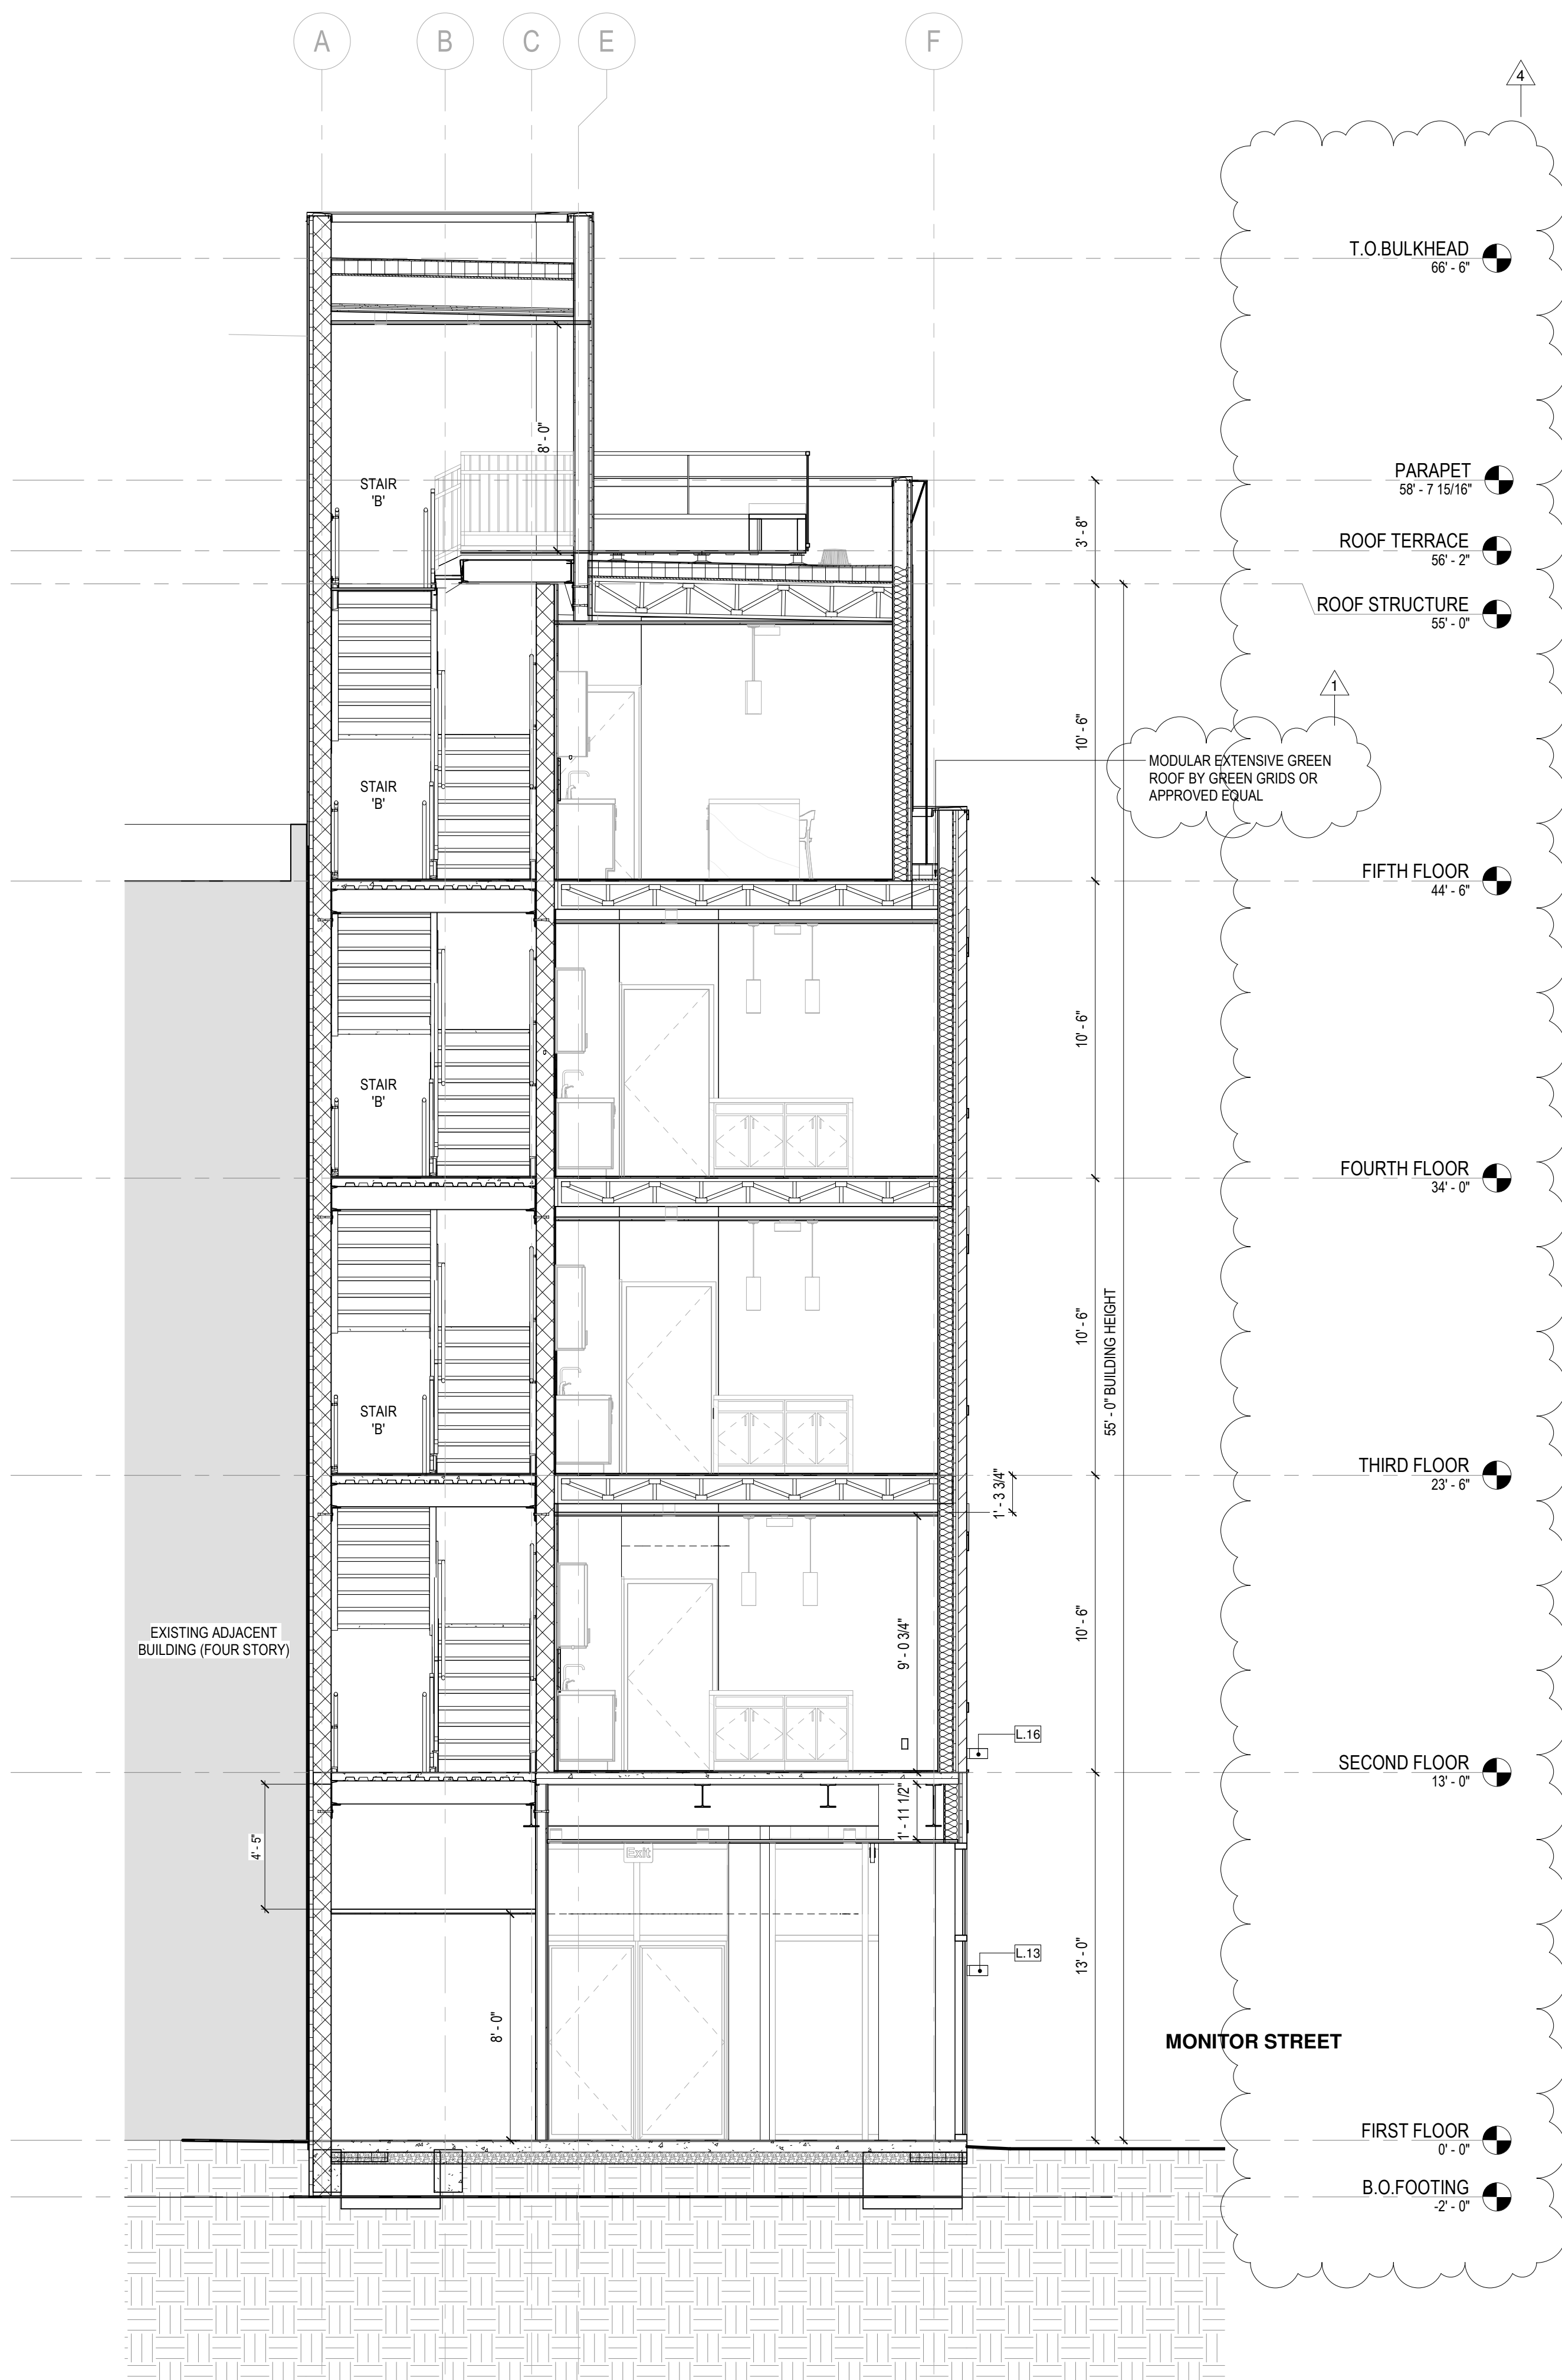 A
B
C
E
F
4
T.O.BULKHEAD
66' - 6"
8' - 0"
STAIR
'B'
PARAPET
58' - 7 15/16"
3' - 8"
ROOF TERRACE
56' - 2"
ROOF STRUCTURE
55' - 0"
1
10' - 6"
MODULAR EXTENSIVE GREEN
ROOF BY GREEN GRIDS OR
APPROVED EQUAL
STAIR
'B'
FIFTH FLOOR
44' - 6"
10' - 6"
STAIR
'B'
FOURTH FLOOR
34' - 0"
10' - 6"
55' - 0" BUILDING HEIGHT
STAIR
'B'
THIRD FLOOR
23' - 6"
1' - 3 3/4"
EXISTING ADJACENT
BUILDING (FOUR STORY)
9' - 0 3/4"
10' - 6"
L.16
SECOND FLOOR
13' - 0"
1' - 11 1/2"
4' - 5"
Exit
L.13
13' - 0"
8' - 0"
MONITOR STREET
FIRST FLOOR
0' - 0"
B.O.FOOTING
-2' - 0"